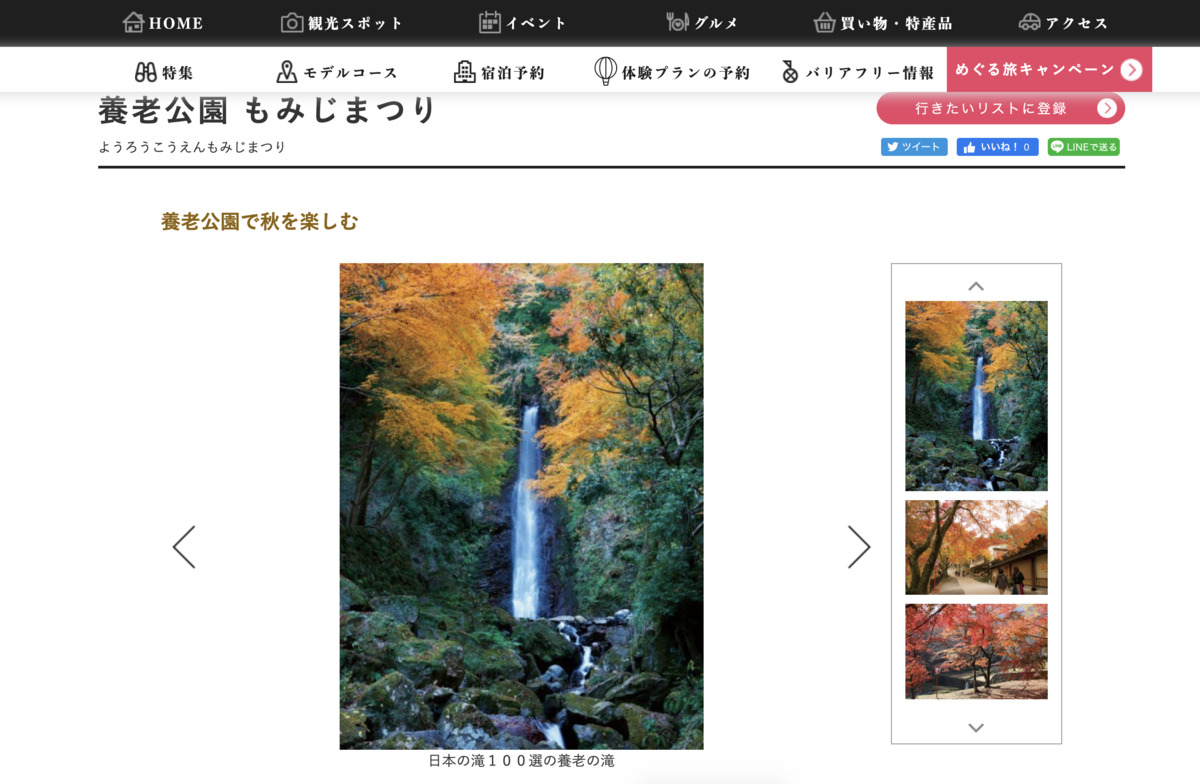 HOME 観光スポット イベント グルメ 買い物・特産品 アクセス
特集 モデルコース 宿泊予約 体験プランの予約 バリアフリー情報 めぐる旅キャンペーン
養老公園 もみじまつり
行きたいリストに登録
ようろうこうえんもみじまつり
ツイート いいね！ 0 LINEで送る
養老公園で秋を楽しむ
日本の滝１００選の養老の滝